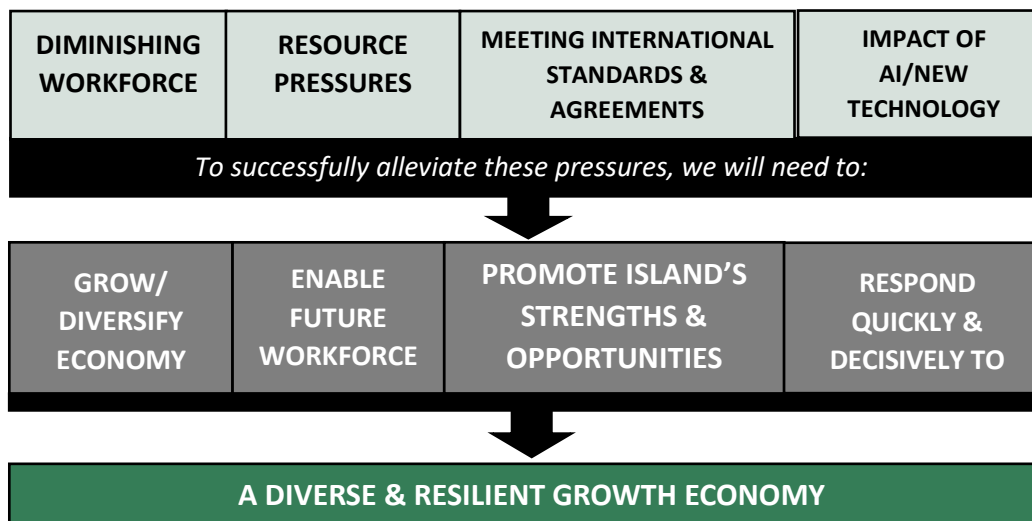 DIMINISHING
WORKFORCE
RESOURCE
PRESSURES
MEETING INTERNATIONAL
STANDARDS &
AGREEMENTS
IMPACT OF
AI/NEW
TECHNOLOGY
To successfully alleviate these pressures, we will need to:
GROW/
DIVERSIFY
ECONOMY
ENABLE
FUTURE
WORKFORCE
PROMOTE ISLAND’S
STRENGTHS &
OPPORTUNITIES
RESPOND
QUICKLY &
DECISIVELY TO
A DIVERSE & RESILIENT GROWTH ECONOMY